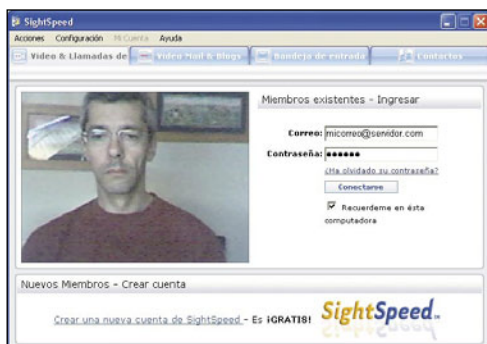 SightSpeed
Acciones Configuración Mi Cuenta Ayuda
Video & Llamadas de Video Mail & Blogs Bandeja de entrada Contactos
Miembros existentes - Ingresar
Correo: micorreo@servidor.com
Contraseña: ●●●●●●
¿Ha olvidado su contraseña?
Conectarse
Recuerdeme en ésta
computadora
Nuevos Miembros - Crear cuenta
Crear una nueva cuenta de SightSpeed - Es ¡GRATIS!
SightSpeed